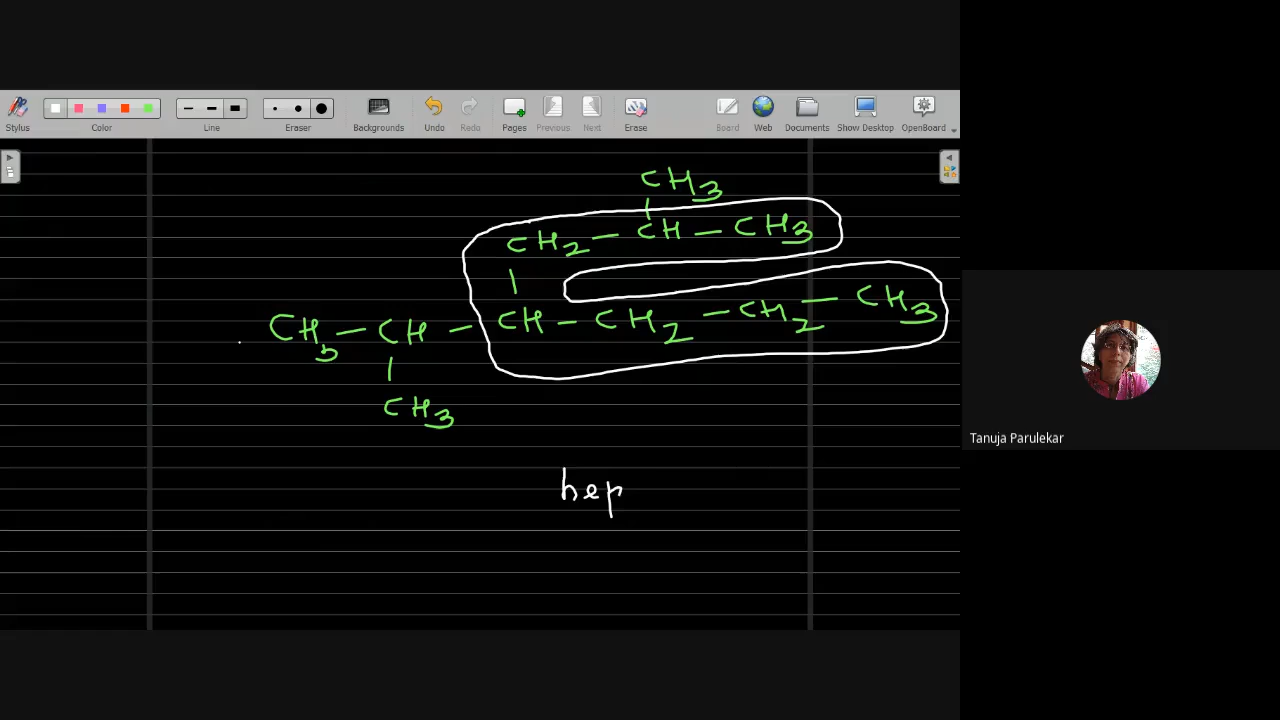 Stylus Color Line Eraser Backgrounds Undo Redo Pages Previous Next Erase Board Web Documents Show Desktop OpenBoard
CH3
CH2 — CH — CH3
CH3 — CH — CH — CH2 — CH2 — CH3
CH3
hep
Tanuja Parulekar